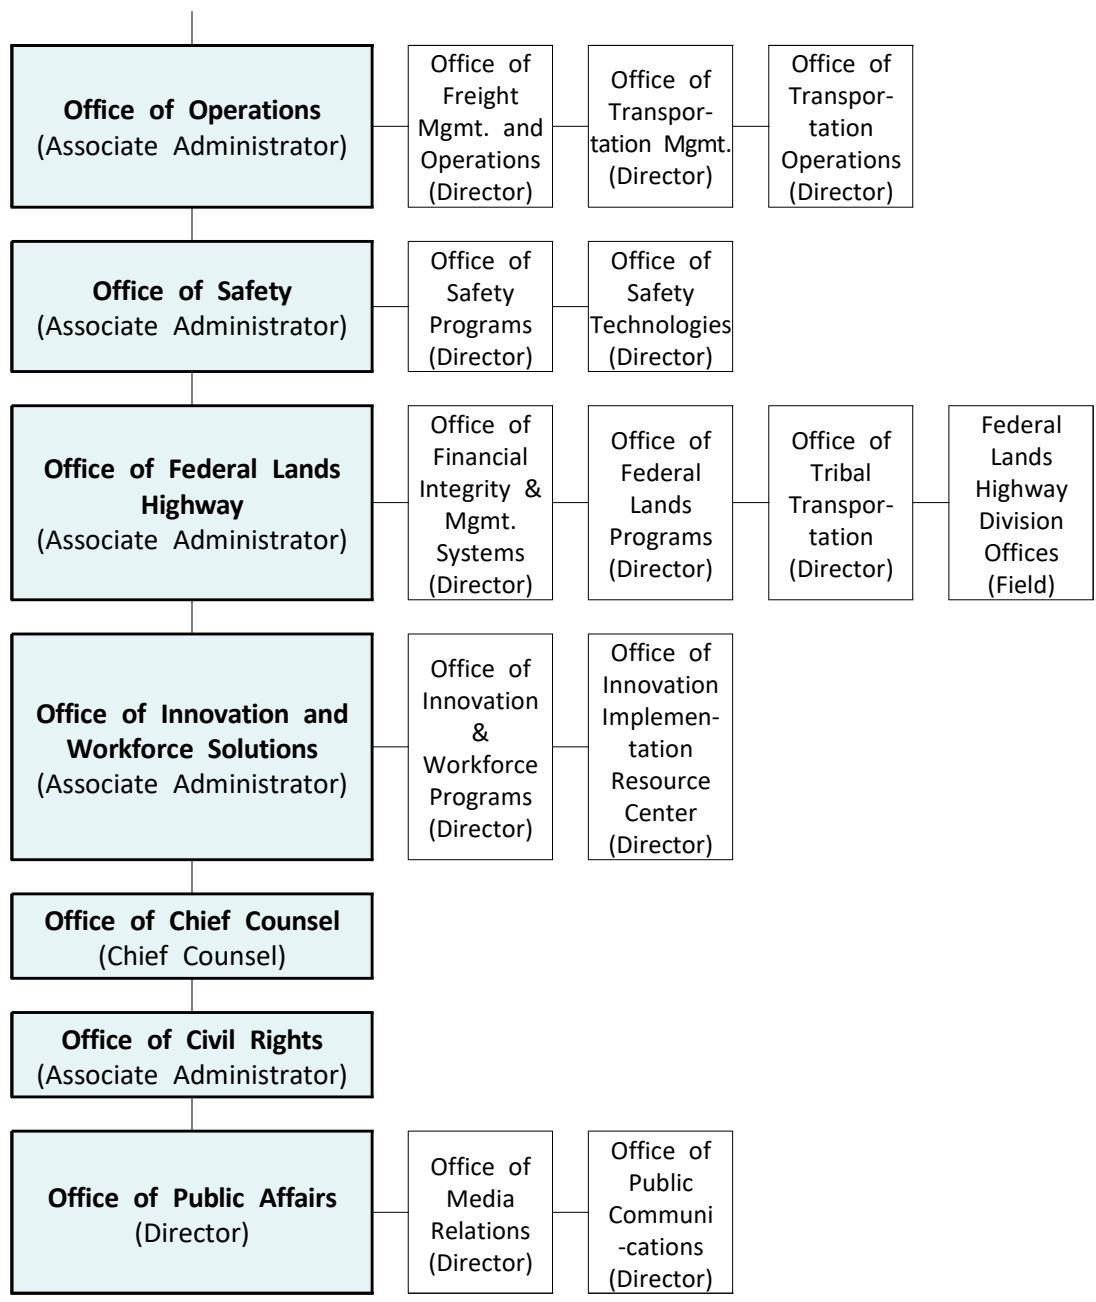 Office of Operations
(Associate Administrator)
Office of
Freight
Mgmt. and
Operations
(Director)
Office of
Transpor-
tation Mgmt.
(Director)
Office of
Transpor-
tation
Operations
(Director)
Office of Safety
(Associate Administrator)
Office of
Safety
Programs
(Director)
Office of
Safety
Technologies
(Director)
Office of Federal Lands
Highway
(Associate Administrator)
Office of
Financial
Integrity &
Mgmt.
Systems
(Director)
Office of
Federal
Lands
Programs
(Director)
Office of
Tribal
Transpor-
tation
(Director)
Federal
Lands
Highway
Division
Offices
(Field)
Office of Innovation and
Workforce Solutions
(Associate Administrator)
Office of
Innovation
&
Workforce
Programs
(Director)
Office of
Innovation
Implemen-
tation
Resource
Center
(Director)
Office of Chief Counsel
(Chief Counsel)
Office of Civil Rights
(Associate Administrator)
Office of Public Affairs
(Director)
Office of
Media
Relations
(Director)
Office of
Public
Communi
-cations
(Director)